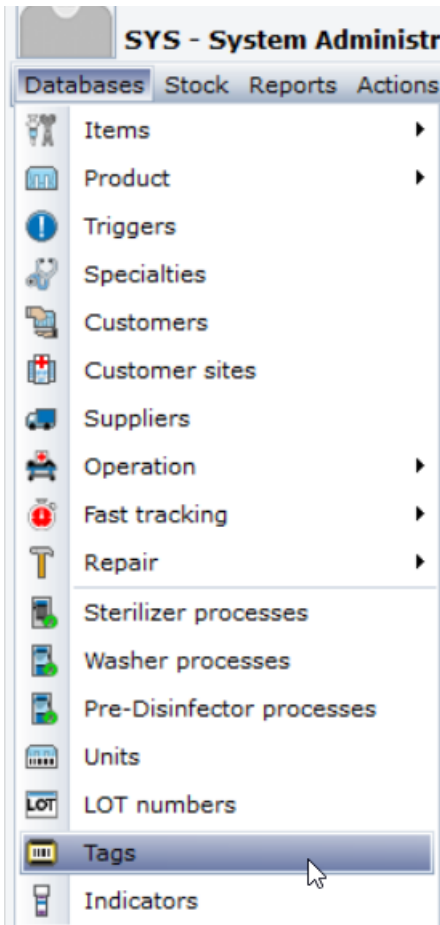 SYS - System Administr
Databases Stock Reports Actions
Items
Product
Triggers
Specialties
Customers
Customer sites
Suppliers
Operation
Fast tracking
Repair
Sterilizer processes
Washer processes
Pre-Disinfector processes
Units
LOT LOT numbers
Tags
Indicators